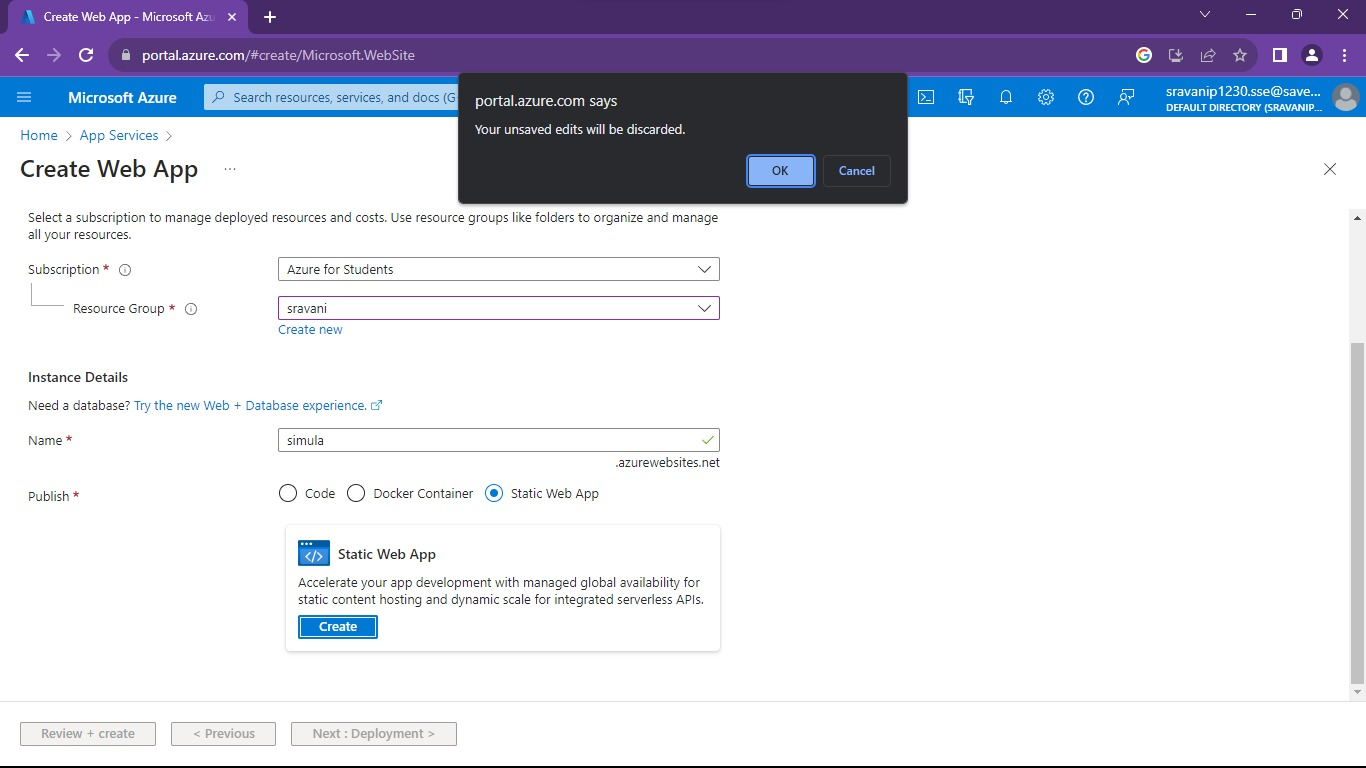 Create Web App - Microsoft Azu
portal.azure.com/#create/Microsoft.WebSite
Microsoft Azure
Search resources, services, and docs (G
sravanip1230.sse@save...
DEFAULT DIRECTORY (SRAVANIP...
portal.azure.com says
Your unsaved edits will be discarded.
OK
Cancel
Home > App Services >
Create Web App ...
Select a subscription to manage deployed resources and costs. Use resource groups like folders to organize and manage
all your resources.
Subscription *
Azure for Students
Resource Group *
sravani
Create new
Instance Details
Need a database? Try the new Web + Database experience.
Name *
simula
.azurewebsites.net
Publish *
Code
Docker Container
Static Web App
Static Web App
Accelerate your app development with managed global availability for
static content hosting and dynamic scale for integrated serverless APIs.
Create
Review + create
< Previous
Next : Deployment >